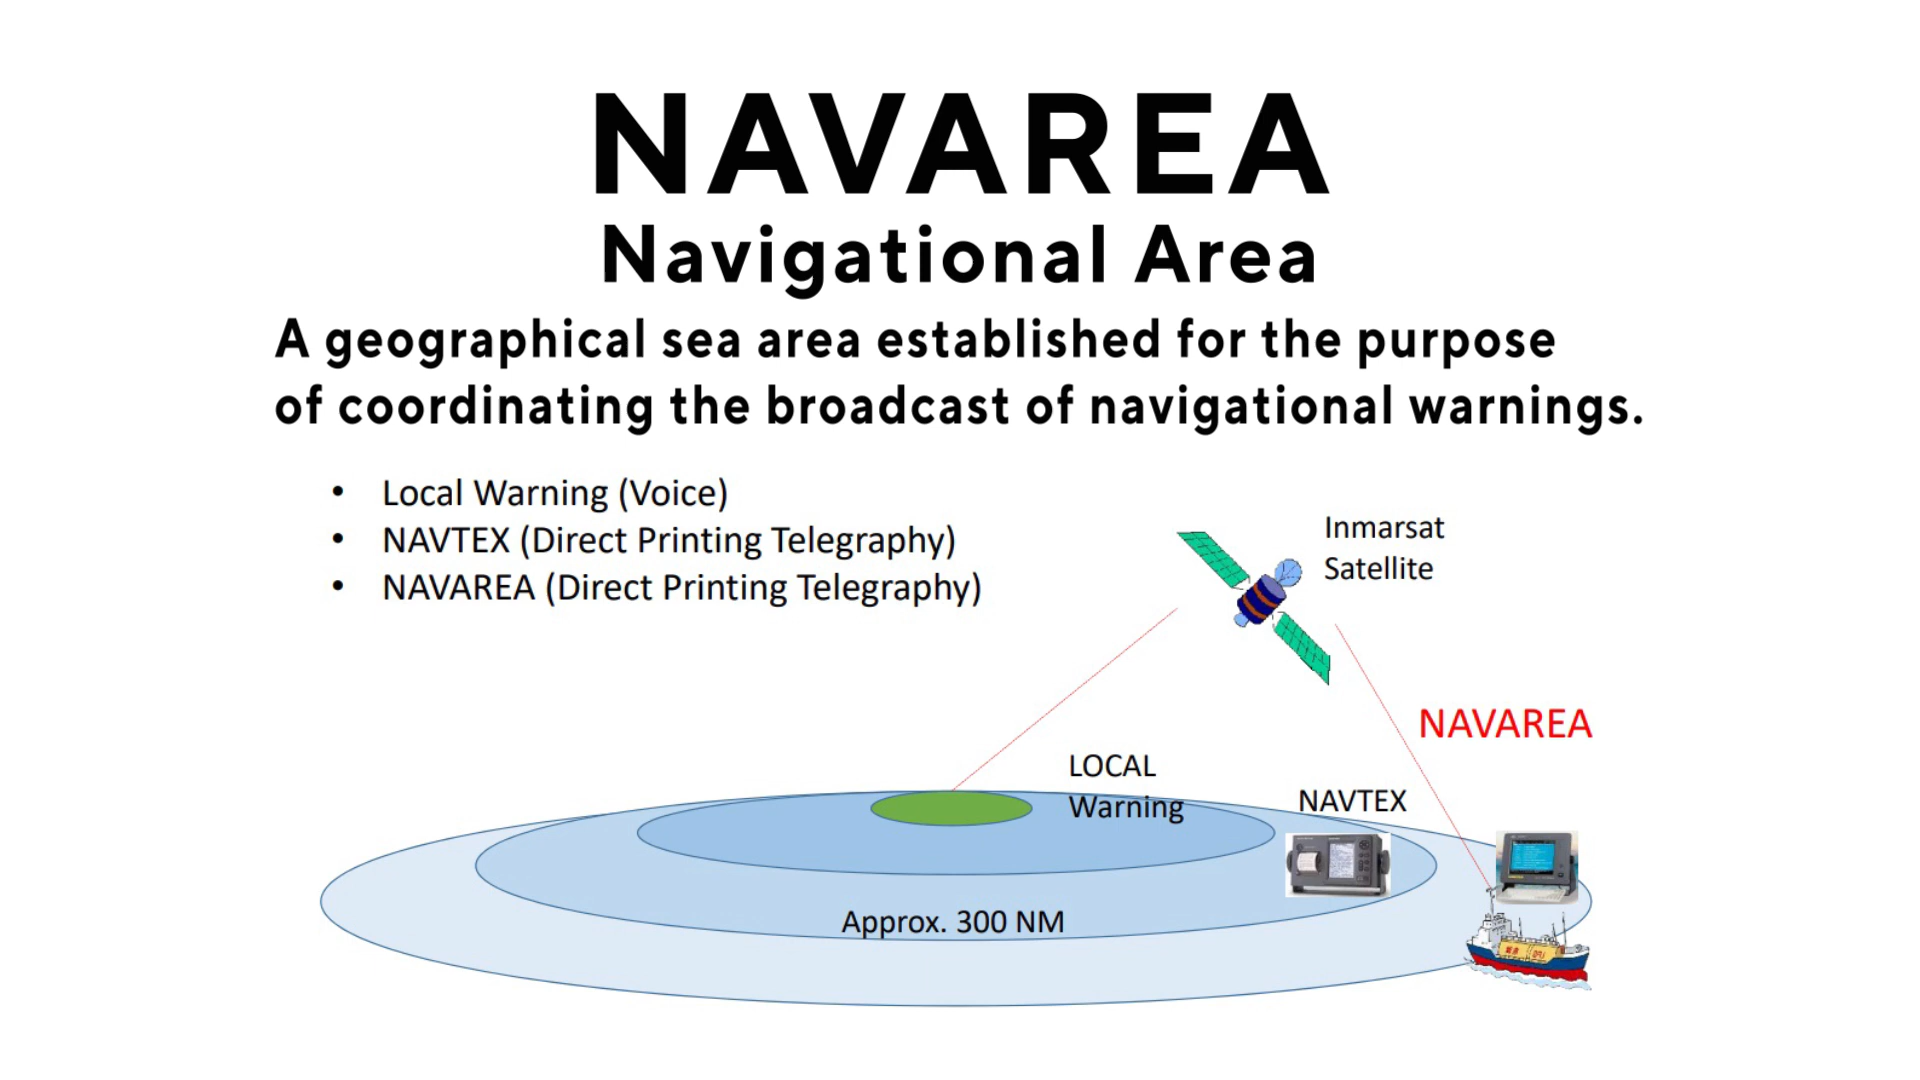 NAVAREA
Navigational Area
A geographical sea area established for the purpose
of coordinating the broadcast of navigational warnings.
• Local Warning (Voice)
• NAVTEX (Direct Printing Telegraphy)
• NAVAREA (Direct Printing Telegraphy)
Inmarsat
Satellite
NAVAREA
LOCAL
Warning
NAVTEX
Approx. 300 NM